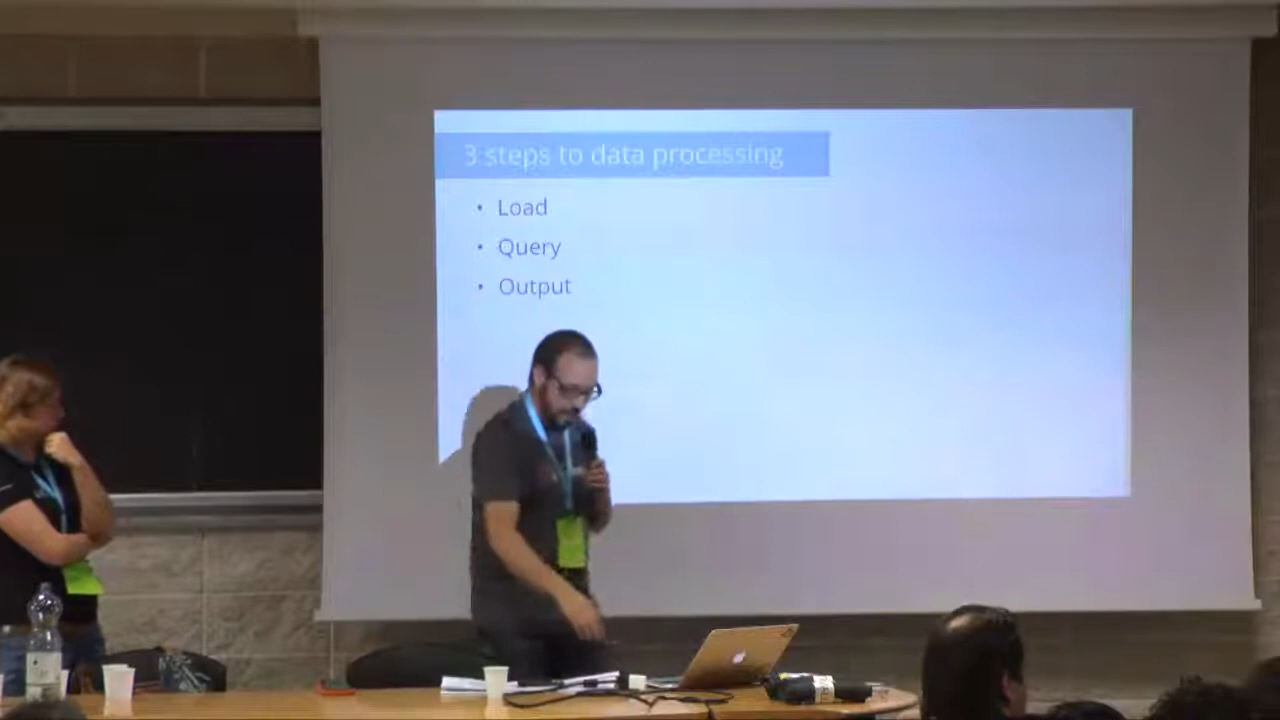 3 steps to data processing
• Load
• Query
• Output